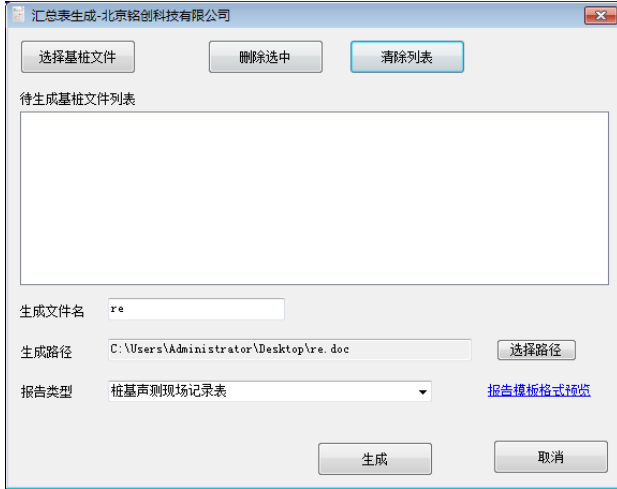 汇总表生成-北京铭创科技有限公司
选择基桩文件 删除选中 清除列表
待生成基桩文件列表
生成文件名 re
生成路径 C:\Users\Administrator\Desktop\re.doc 选择路径
报告类型 桩基声测现场记录表 报告模板格式预览
生成 取消